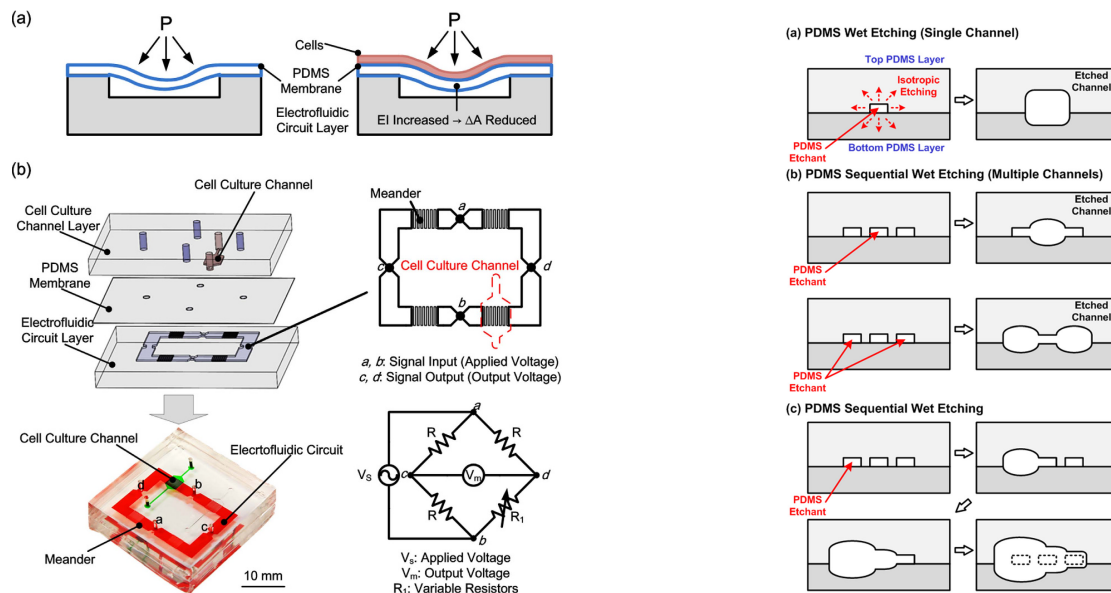 (a)
P
P
Cells
PDMS
Membrane
Electrofluidic
Circuit Layer
EI Increased → ΔA Reduced
(b)
Cell Culture Channel
Cell Culture
Channel Layer
PDMS
Membrane
Electrofluidic
Circuit Layer
Meander
a
c
Cell Culture Channel
d
b
a, b: Signal Input (Applied Voltage)
c, d: Signal Output (Output Voltage)
Cell Culture Channel
Elect­rofluidic Circuit
d
b
a
c
Meander
10 mm
a
R
R
Vₛ
c
Vₘ
d
R
R₁
b
Vₛ: Applied Voltage
Vₘ: Output Voltage
R₁: Variable Resistors
(a) PDMS Wet Etching (Single Channel)
Top PDMS Layer
Isotropic
Etching
PDMS
Etchant
Bottom PDMS Layer
Etched
Channel
(b) PDMS Sequential Wet Etching (Multiple Channels)
PDMS
Etchant
Etched
Channel
PDMS
Etchant
Etched
Channel
(c) PDMS Sequential Wet Etching
PDMS
Etchant